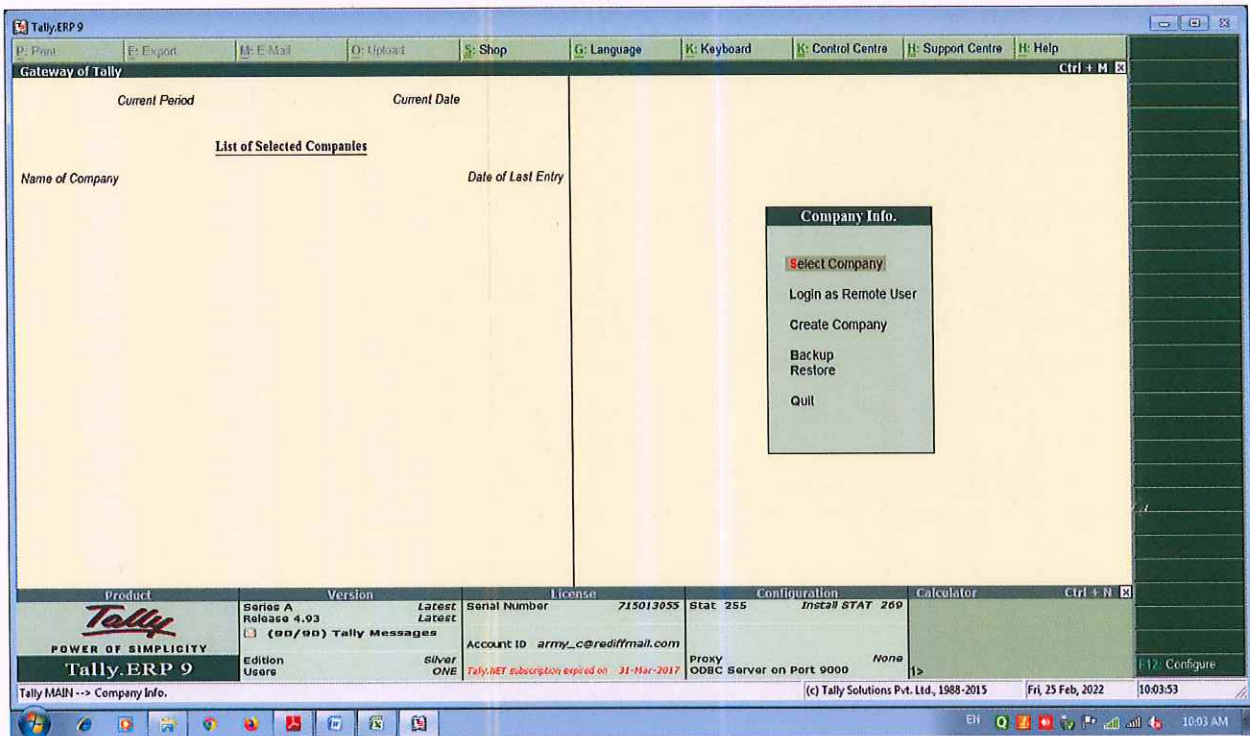 Tally.ERP 9
P: Print E: Export M: E-Mail O: Upload S: Shop G: Language K: Keyboard K: Control Centre H: Support Centre H: Help
Gateway of Tally Ctrl + M
Current Period Current Date
List of Selected Companies
Name of Company Date of Last Entry
Company Info.
Select Company
Login as Remote User
Create Company
Backup
Restore
Quit
Product Version License Configuration Calculator Ctrl + N
Tally
POWER OF SIMPLICITY
Tally.ERP 9
Series A Latest
Release 4.93 Latest
(90/90) Tally Messages
Edition Silver
Users ONE
Serial Number 715013055
Account ID army_c@rediffmail.com
Tally.NET subscription expired on 31-Mar-2017
Stat 255 Install STAT 269
Proxy None
ODBC Server on Port 9000
1>
F12: Configure
Tally MAIN --> Company Info. (c) Tally Solutions Pvt. Ltd., 1988-2015 Fri, 25 Feb, 2022 10:03:53
EN 10:03 AM